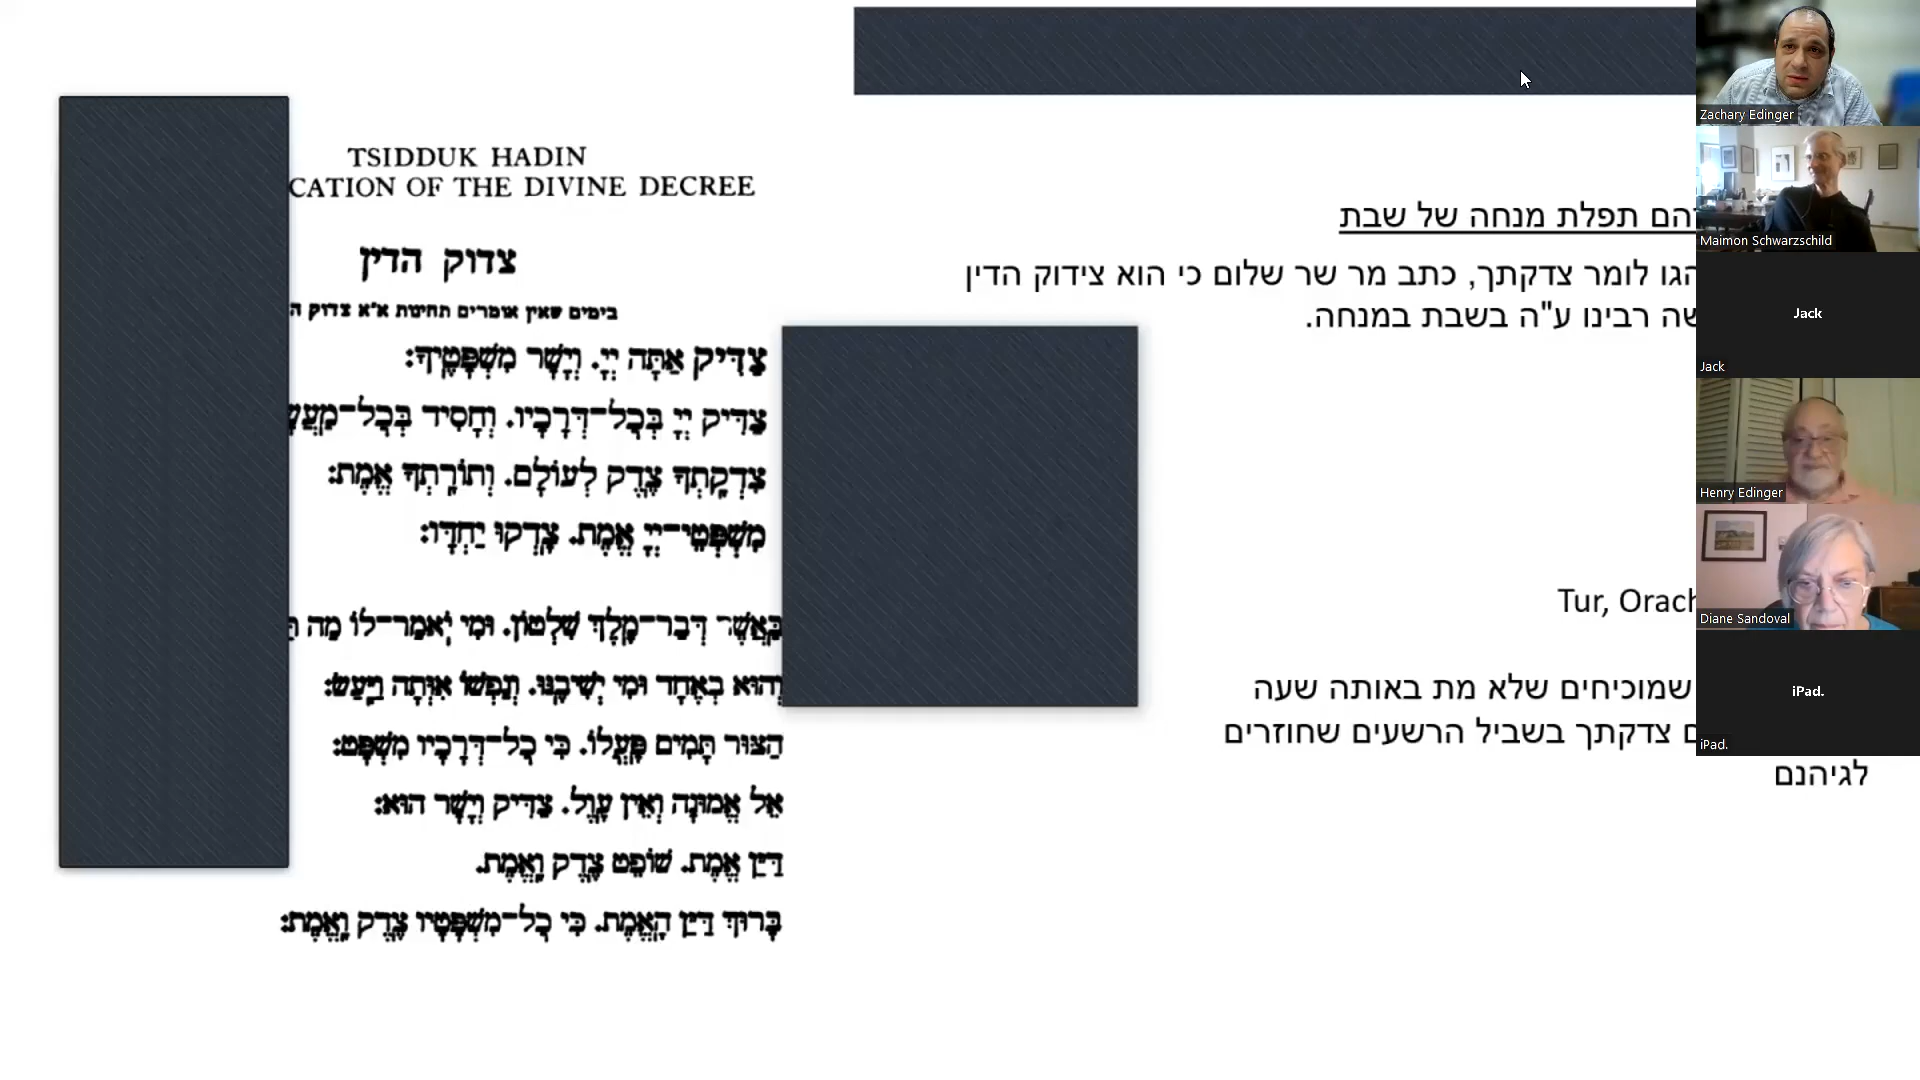 TSIDDUK HADIN
CATION OF THE DIVINE DECREE
צדוק הדין
בימים שאין אומרים תחינות א״א צדוק ה
צַדִּיק אַתָּה יְיָ. וְיָשָׁר מִשְׁפָּטֶיךָ:
צַדִּיק יְיָ בְּכָל־דְּרָכָיו. וְחָסִיד בְּכָל־מַעֲשָׂ
צִדְקָתְךָ צֶדֶק לְעוֹלָם. וְתוֹרָתְךָ אֱמֶת:
מִשְׁפְּטֵי־יְיָ אֱמֶת. צָדְקוּ יַחְדָּו:
בַּאֲשֶׁר דְּבַר־מֶלֶךְ שִׁלְטוֹן. וּמִי יֹאמַר־לוֹ מַה
וְהוּא בְאֶחָד וּמִי יְשִׁיבֶנּוּ. וְנַפְשׁוֹ אִוְּתָה וַיָּעַשׂ:
הַצּוּר תָּמִים פָּעֳלוֹ. כִּי כָל־דְּרָכָיו מִשְׁפָּט:
אֵל אֱמוּנָה וְאֵין עָוֶל. צַדִּיק וְיָשָׁר הוּא:
דַּיַּן אֱמֶת. שׁוֹפֵט צֶדֶק וֶאֱמֶת.
בָּרוּךְ דַּיַּן הָאֱמֶת. כִּי כָל־מִשְׁפָּטָיו צֶדֶק וֶאֱמֶת:
הם תפלת מנחה של שבת
הגו לומר צדקתך, כתב מר שר שלום כי הוא צידוק הדין
שה רבינו ע"ה בשבת במנחה.
Tur, Orach
שמוכיחים שלא מת באותה שעה
ם צדקתך בשביל הרשעים שחוזרים
לגיהנם
Zachary Edinger
Maimon Schwarzschild
Jack
Jack
Henry Edinger
Diane Sandoval
iPad.
iPad.